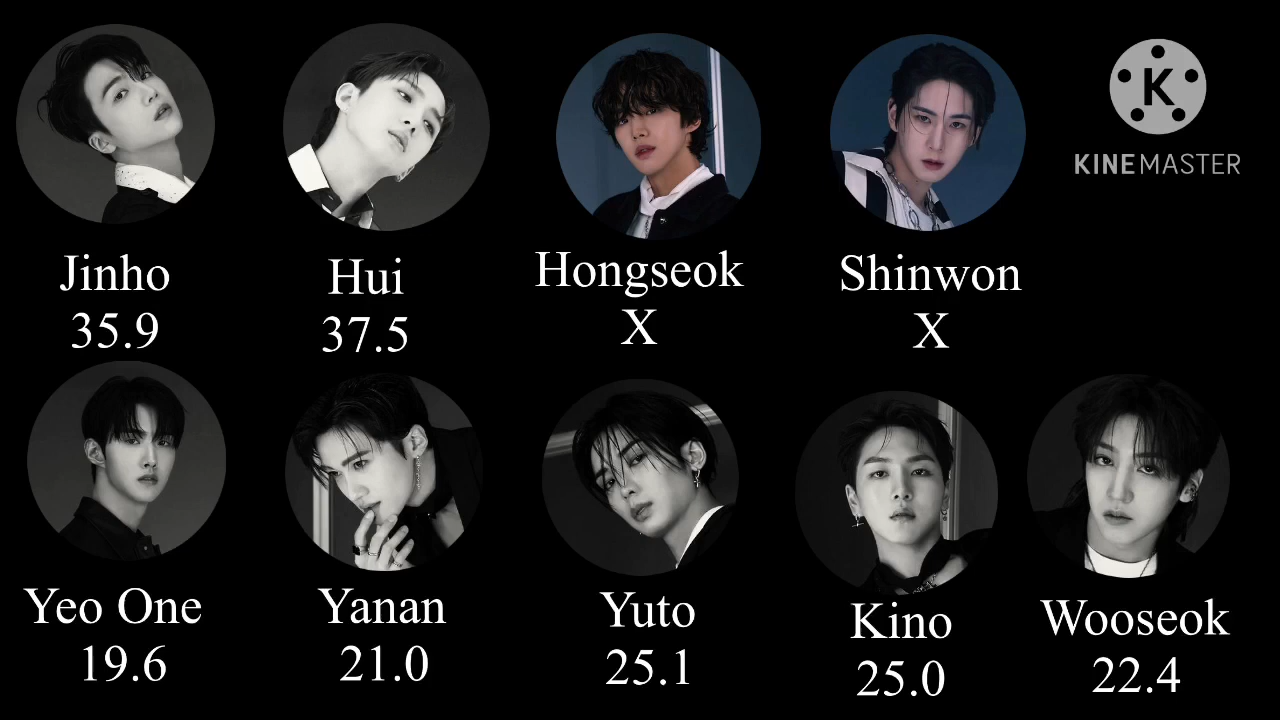 K
KINEMASTER
Jinho
35.9
Hui
37.5
Hongseok
X
Shinwon
X
Yeo One
19.6
Yanan
21.0
Yuto
25.1
Kino
25.0
Wooseok
22.4